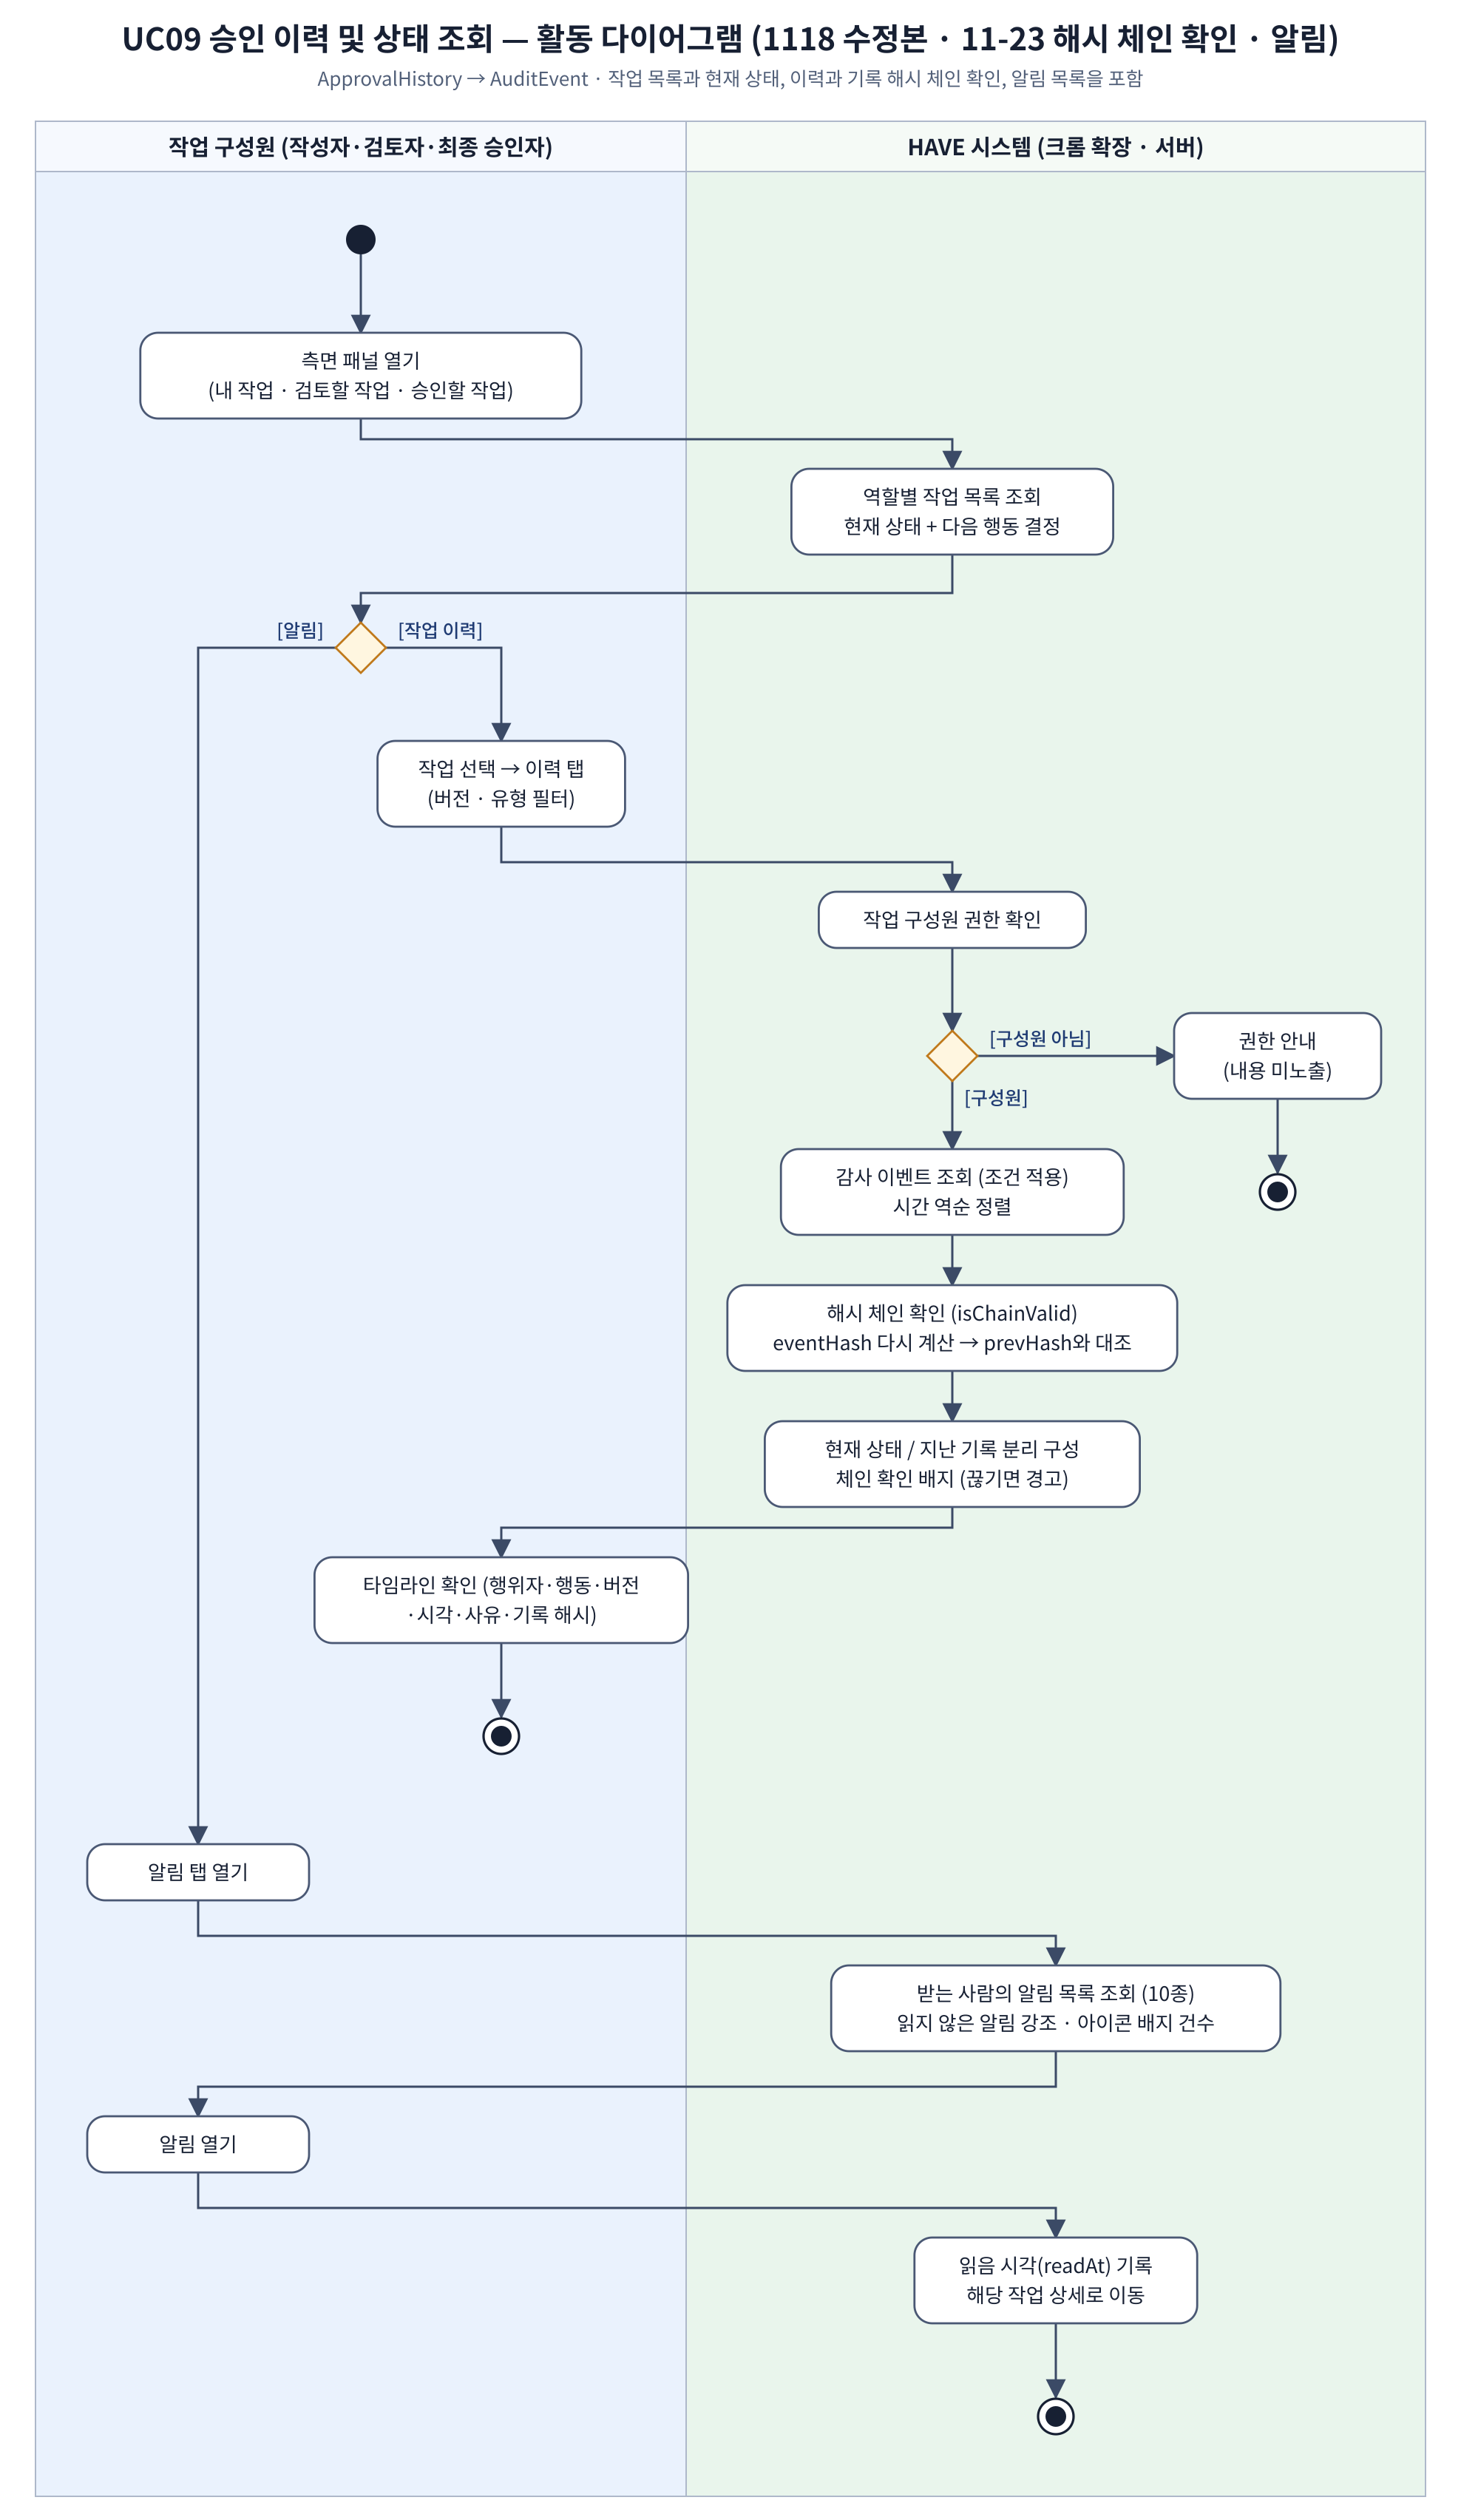 UC09 승인 이력 및 상태 조회 — 활동 다이어그램 (1118 수정본 · 11-23 해시 체인 확인 · 알림)
ApprovalHistory → AuditEvent · 작업 목록과 현재 상태, 이력과 기록 해시 체인 확인, 알림 목록을 포함
작업 구성원 (작성자·검토자·최종 승인자)
HAVE 시스템 (크롬 확장 · 서버)
측면 패널 열기
(내 작업 · 검토할 작업 · 승인할 작업)
역할별 작업 목록 조회
현재 상태 + 다음 행동 결정
[알림]
[작업 이력]
작업 선택 → 이력 탭
(버전 · 유형 필터)
작업 구성원 권한 확인
[구성원 아님]
권한 안내
(내용 미노출)
[구성원]
감사 이벤트 조회 (조건 적용)
시간 역순 정렬
해시 체인 확인 (isChainValid)
eventHash 다시 계산 → prevHash와 대조
현재 상태 / 지난 기록 분리 구성
체인 확인 배지 (끊기면 경고)
타임라인 확인 (행위자·행동·버전
·시각·사유·기록 해시)
알림 탭 열기
받는 사람의 알림 목록 조회 (10종)
읽지 않은 알림 강조 · 아이콘 배지 건수
알림 열기
읽음 시각(readAt) 기록
해당 작업 상세로 이동